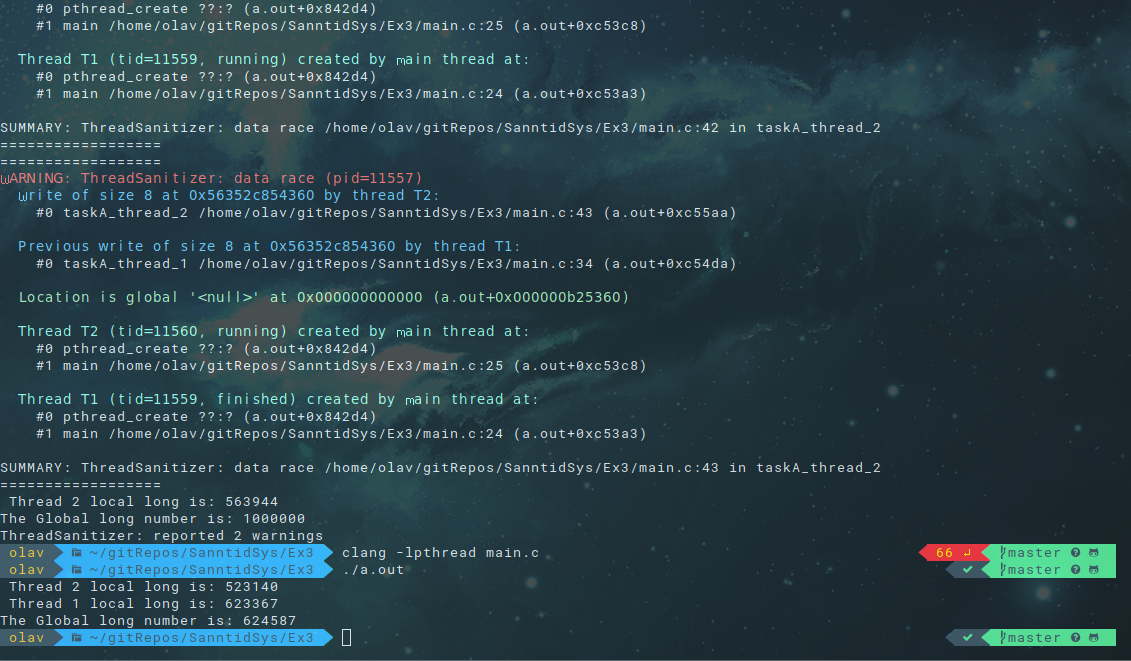 #0 pthread_create ??:? (a.out+0x842d4)
#1 main /home/olav/gitRepos/SanntidSys/Ex3/main.c:25 (a.out+0xc53c8)
Thread T1 (tid=11559, running) created by main thread at:
#0 pthread_create ??:? (a.out+0x842d4)
#1 main /home/olav/gitRepos/SanntidSys/Ex3/main.c:24 (a.out+0xc53a3)
SUMMARY: ThreadSanitizer: data race /home/olav/gitRepos/SanntidSys/Ex3/main.c:42 in taskA_thread_2
==================
==================
WARNING: ThreadSanitizer: data race (pid=11557)
Write of size 8 at 0x56352c854360 by thread T2:
#0 taskA_thread_2 /home/olav/gitRepos/SanntidSys/Ex3/main.c:43 (a.out+0xc55aa)
Previous write of size 8 at 0x56352c854360 by thread T1:
#0 taskA_thread_1 /home/olav/gitRepos/SanntidSys/Ex3/main.c:34 (a.out+0xc54da)
Location is global '<null>' at 0x000000000000 (a.out+0x000000b25360)
Thread T2 (tid=11560, running) created by main thread at:
#0 pthread_create ??:? (a.out+0x842d4)
#1 main /home/olav/gitRepos/SanntidSys/Ex3/main.c:25 (a.out+0xc53c8)
Thread T1 (tid=11559, finished) created by main thread at:
#0 pthread_create ??:? (a.out+0x842d4)
#1 main /home/olav/gitRepos/SanntidSys/Ex3/main.c:24 (a.out+0xc53a3)
SUMMARY: ThreadSanitizer: data race /home/olav/gitRepos/SanntidSys/Ex3/main.c:43 in taskA_thread_2
==================
Thread 2 local long is: 563944
The Global long number is: 1000000
ThreadSanitizer: reported 2 warnings
olav ~/gitRepos/SanntidSys/Ex3 clang -lpthread main.c 66 ↵ master ?
olav ~/gitRepos/SanntidSys/Ex3 ./a.out ✔ master ?
Thread 2 local long is: 523140
Thread 1 local long is: 623367
The Global long number is: 624587
olav ~/gitRepos/SanntidSys/Ex3 ✔ master ?